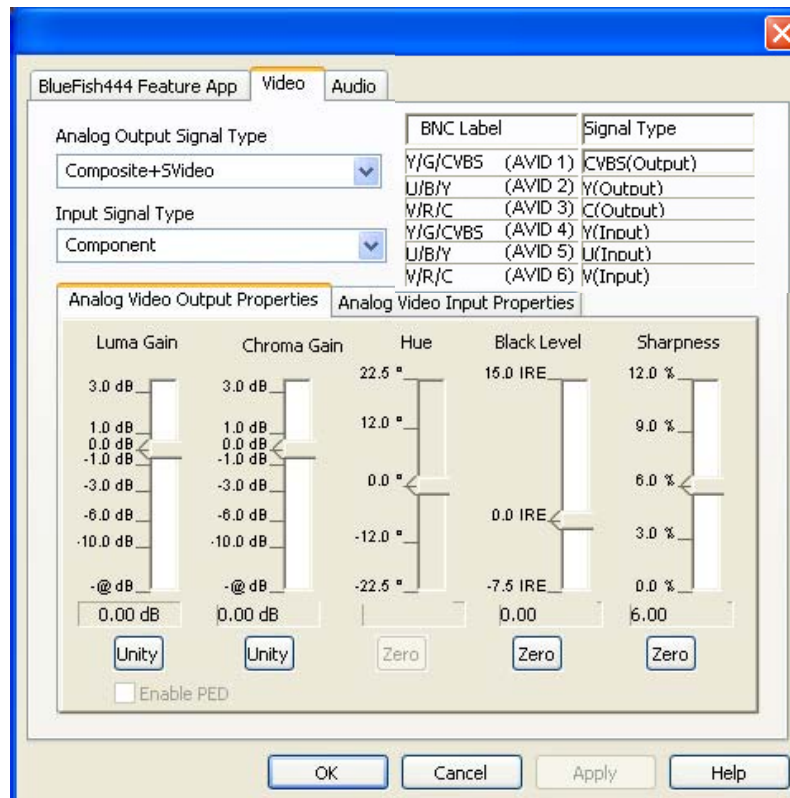 BlueFish444 Feature App Video Audio
Analog Output Signal Type
Composite+SVideo
Input Signal Type
Component
BNC Label Signal Type
Y/G/CVBS (AVID 1) CVBS(Output)
U/B/Y (AVID 2) Y(Output)
V/R/C (AVID 3) C(Output)
Y/G/CVBS (AVID 4) Y(Input)
U/B/Y (AVID 5) U(Input)
V/R/C (AVID 6) V(Input)
Analog Video Output Properties Analog Video Input Properties
Luma Gain
3.0 dB
1.0 dB
0.0 dB
-1.0 dB
-3.0 dB
-6.0 dB
-10.0 dB
-@ dB
0.00 dB
Unity
Chroma Gain
3.0 dB
1.0 dB
0.0 dB
-1.0 dB
-3.0 dB
-6.0 dB
-10.0 dB
-@ dB
0.00 dB
Unity
Hue
22.5 °
12.0 °
0.0 °
-12.0 °
-22.5 °
Zero
Black Level
15.0 IRE
0.0 IRE
-7.5 IRE
0.00
Zero
Sharpness
12.0 %
9.0 %
6.0 %
3.0 %
0.0 %
6.00
Zero
Enable PED
OK Cancel Apply Help